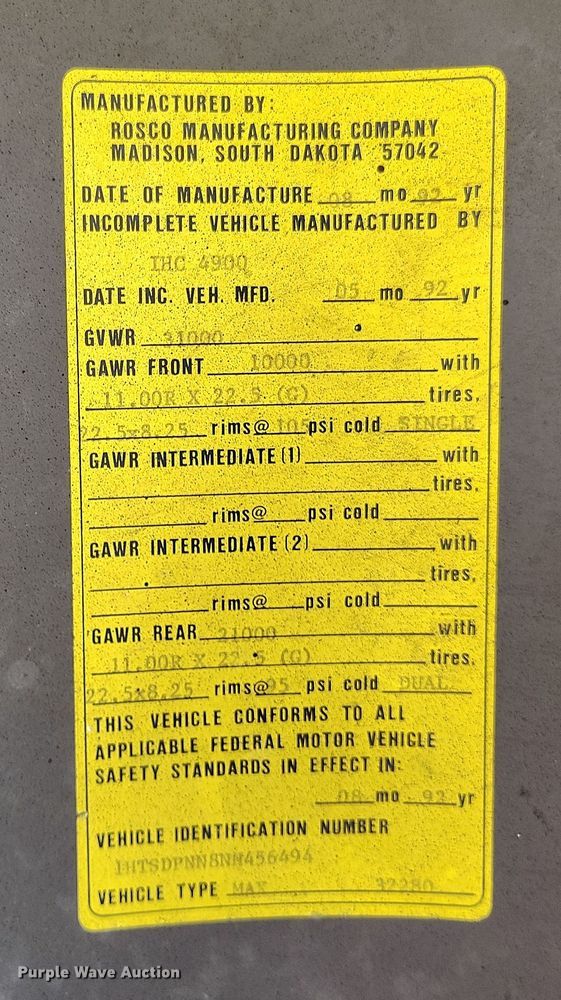 MANUFACTURED BY:
ROSCO MANUFACTURING COMPANY
MADISON, SOUTH DAKOTA 57042
DATE OF MANUFACTURE 08 mo 92 yr
INCOMPLETE VEHICLE MANUFACTURED BY
IHC 4900
DATE INC. VEH. MFD. 05 mo 92 yr
GVWR 31000
GAWR FRONT 10000 with
11.00R X 22.5 (G) tires,
22.5x8.25 rims@ 105 psi cold SINGLE
GAWR INTERMEDIATE (1) with
tires,
rims@ psi cold
GAWR INTERMEDIATE (2) with
tires,
rims@ psi cold
GAWR REAR 21000 with
11.00R X 22.5 (G) tires.
22.5x8.25 rims@ 95 psi cold DUAL
THIS VEHICLE CONFORMS TO ALL
APPLICABLE FEDERAL MOTOR VEHICLE
SAFETY STANDARDS IN EFFECT IN:
08 mo 92 yr
VEHICLE IDENTIFICATION NUMBER
1HTSDPNN8NH456494
VEHICLE TYPE MAX 32280
Purple Wave Auction